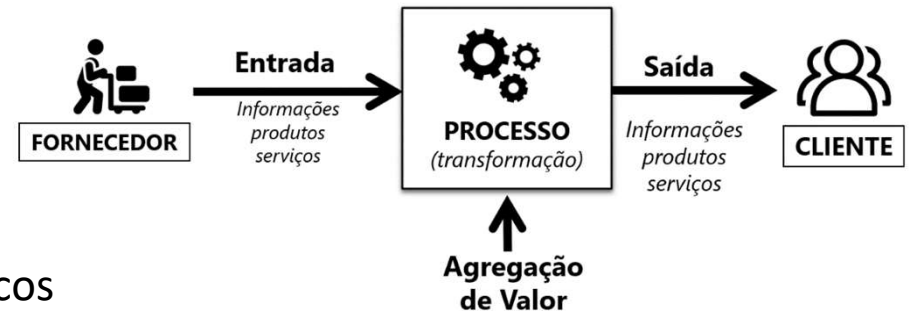 FORNECEDOR
Entrada
Informações
produtos
serviços
PROCESSO
(transformação)
Agregação
de Valor
Saída
Informações
produtos
serviços
CLIENTE
cos